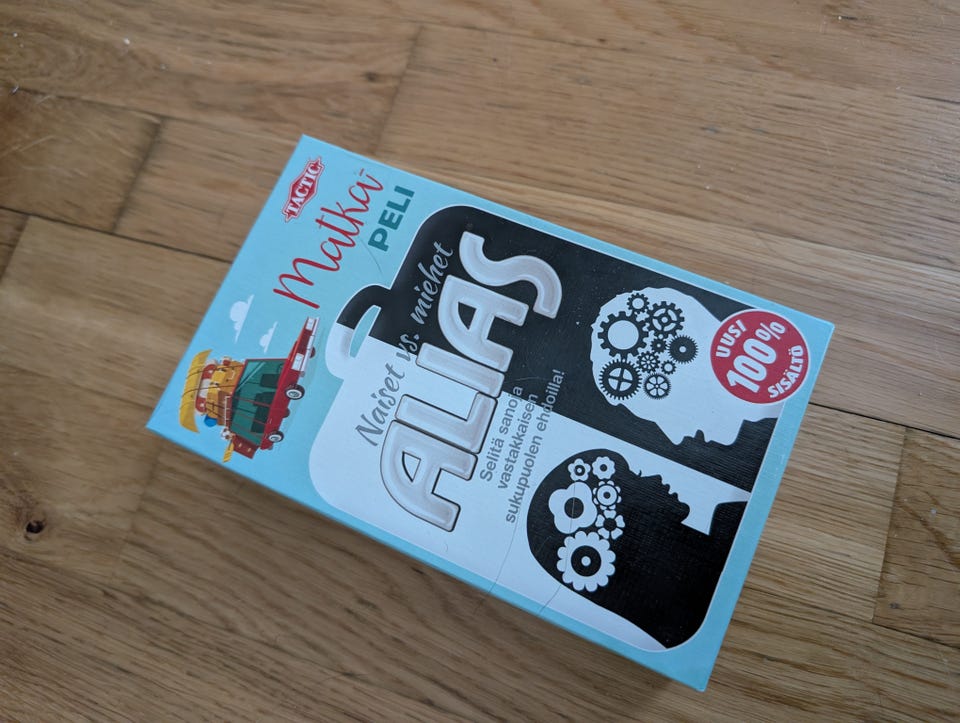 TACTIC
Matka-
PELI
Naiset vs. miehet
ALIAS
Selitä sanoja
vastakkaisen
sukupuolen ehdoilla!
UUSI
100%
SISÄLTÖ